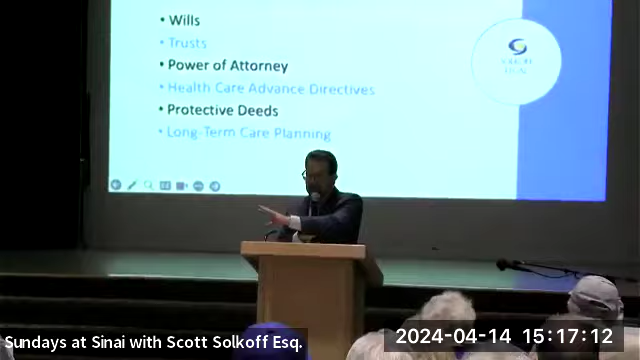 • Wills
• Trusts
• Power of Attorney
• Health Care Advance Directives
• Protective Deeds
• Long-Term Care Planning
Sundays at Sinai with Scott Solkoff Esq.
2024-04-14 15:17:12